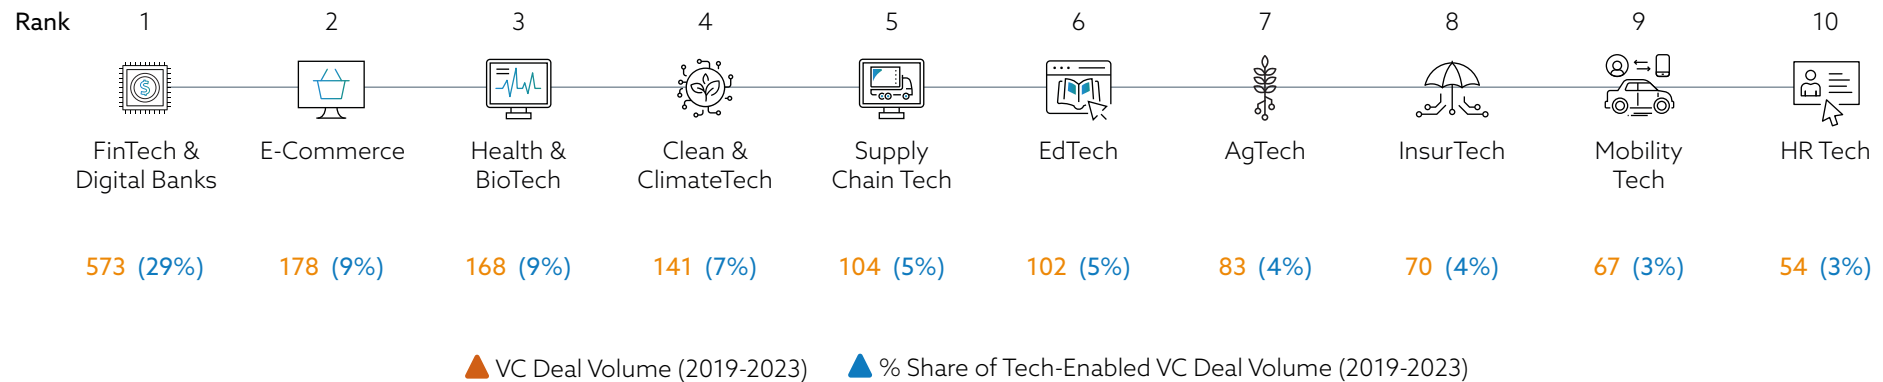 Rank 1 2 3 4 5 6 7 8 9 10
FinTech & Digital Banks
E-Commerce
Health & BioTech
Clean & ClimateTech
Supply Chain Tech
EdTech
AgTech
InsurTech
Mobility Tech
HR Tech
573 (29%) 178 (9%) 168 (9%) 141 (7%) 104 (5%) 102 (5%) 83 (4%) 70 (4%) 67 (3%) 54 (3%)
VC Deal Volume (2019-2023) % Share of Tech-Enabled VC Deal Volume (2019-2023)